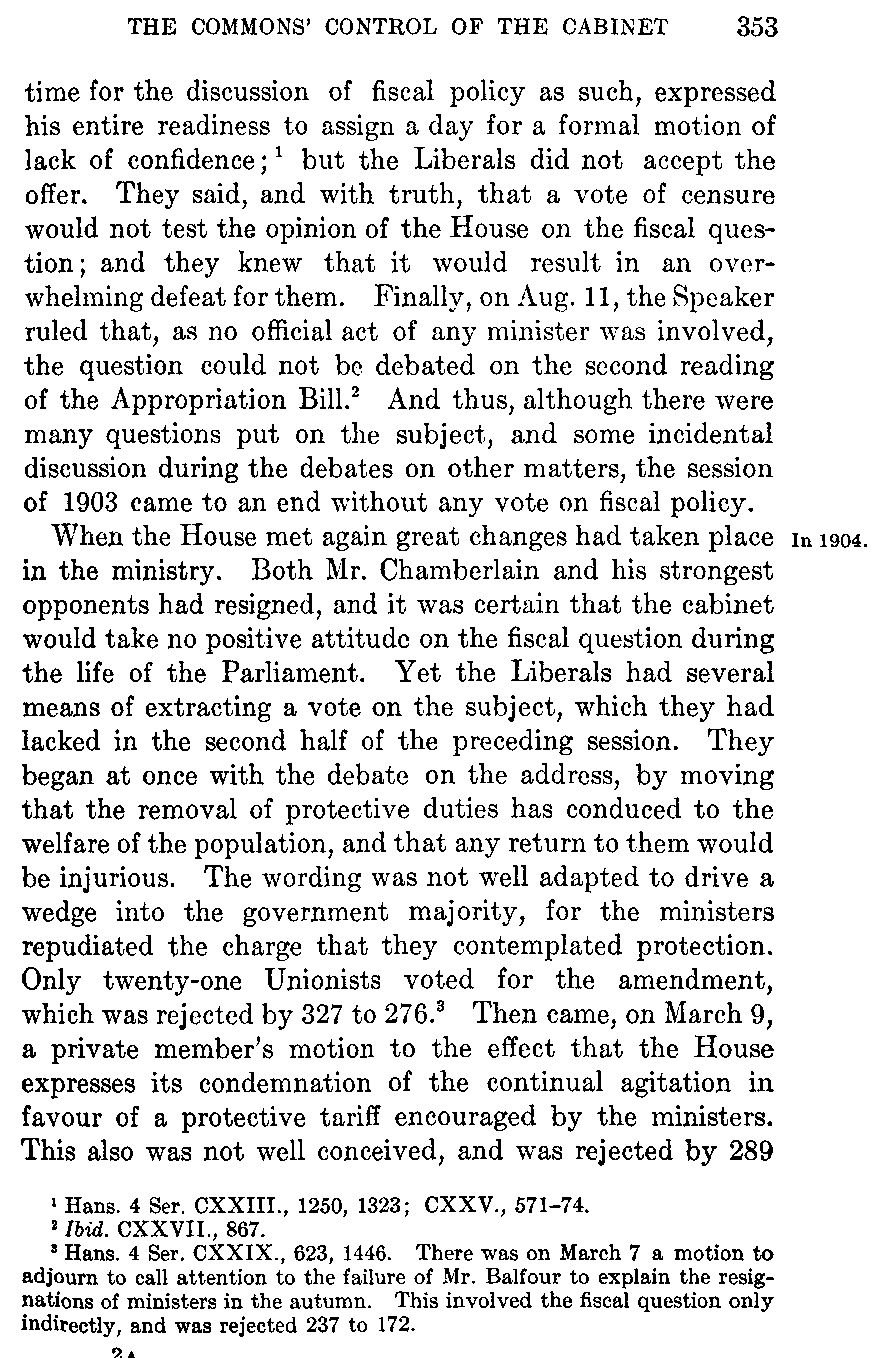 THE COMMONS' CONTROL OF THE CABINET 353
time for the discussion of fiscal policy as such, expressed
his entire readiness to assign a day for a formal motion of
lack of confidence; ¹ but the Liberals did not accept the
offer. They said, and with truth, that a vote of censure
would not test the opinion of the House on the fiscal ques-
tion; and they knew that it would result in an over-
whelming defeat for them. Finally, on Aug. 11, the Speaker
ruled that, as no official act of any minister was involved,
the question could not be debated on the second reading
of the Appropriation Bill.² And thus, although there were
many questions put on the subject, and some incidental
discussion during the debates on other matters, the session
of 1903 came to an end without any vote on fiscal policy.
When the House met again great changes had taken place
In 1904.
in the ministry. Both Mr. Chamberlain and his strongest
opponents had resigned, and it was certain that the cabinet
would take no positive attitude on the fiscal question during
the life of the Parliament. Yet the Liberals had several
means of extracting a vote on the subject, which they had
lacked in the second half of the preceding session. They
began at once with the debate on the address, by moving
that the removal of protective duties has conduced to the
welfare of the population, and that any return to them would
be injurious. The wording was not well adapted to drive a
wedge into the government majority, for the ministers
repudiated the charge that they contemplated protection.
Only twenty-one Unionists voted for the amendment,
which was rejected by 327 to 276.³ Then came, on March 9,
a private member's motion to the effect that the House
expresses its condemnation of the continual agitation in
favour of a protective tariff encouraged by the ministers.
This also was not well conceived, and was rejected by 289
¹ Hans. 4 Ser. CXXIII., 1250, 1323; CXXV., 571–74.
² Ibid. CXXVII., 867.
³ Hans. 4 Ser. CXXIX., 623, 1446. There was on March 7 a motion to
adjourn to call attention to the failure of Mr. Balfour to explain the resig-
nations of ministers in the autumn. This involved the fiscal question only
indirectly, and was rejected 237 to 172.
2A